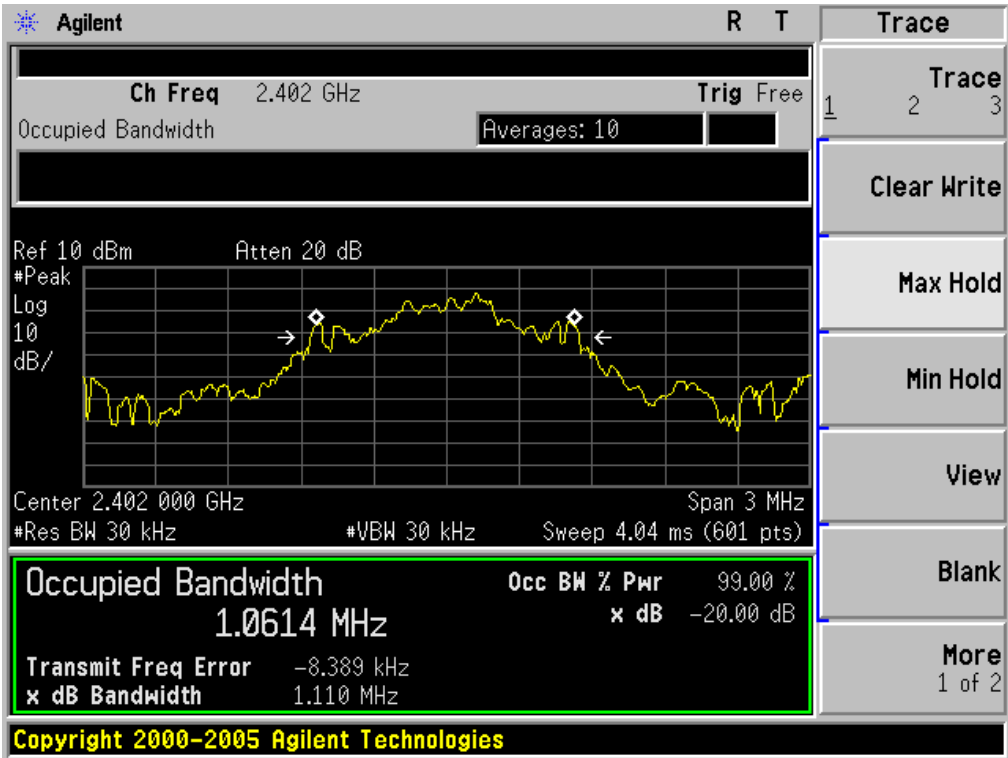 Agilent R T
Trace
Ch Freq 2.402 GHz Trig Free
Occupied Bandwidth Averages: 10
Ref 10 dBm Atten 20 dB
#Peak
Log
10
dB/
Center 2.402 000 GHz Span 3 MHz
#Res BW 30 kHz #VBW 30 kHz Sweep 4.04 ms (601 pts)
Occupied Bandwidth Occ BW % Pwr 99.00 %
1.0614 MHz x dB -20.00 dB
Transmit Freq Error -8.389 kHz
x dB Bandwidth 1.110 MHz
Trace
1 2 3
Clear Write
Max Hold
Min Hold
View
Blank
More
1 of 2
Copyright 2000-2005 Agilent Technologies